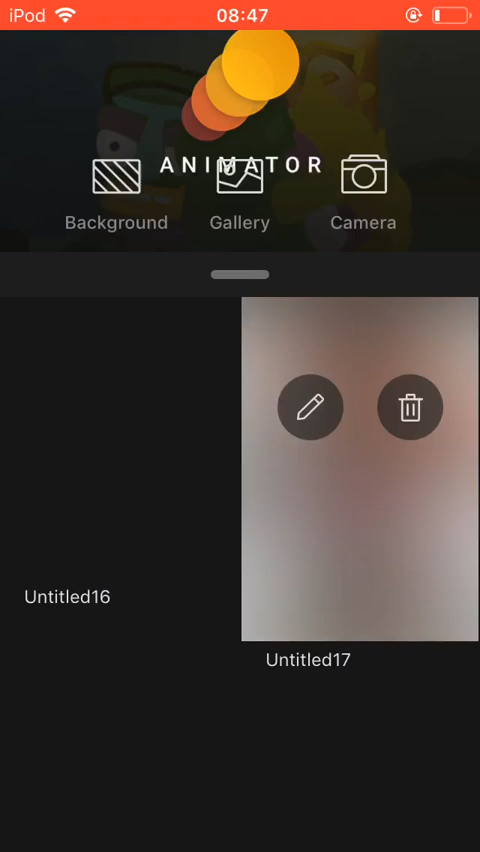 iPod 08:47
ANIMATOR
Background Gallery Camera
Untitled16
Untitled17